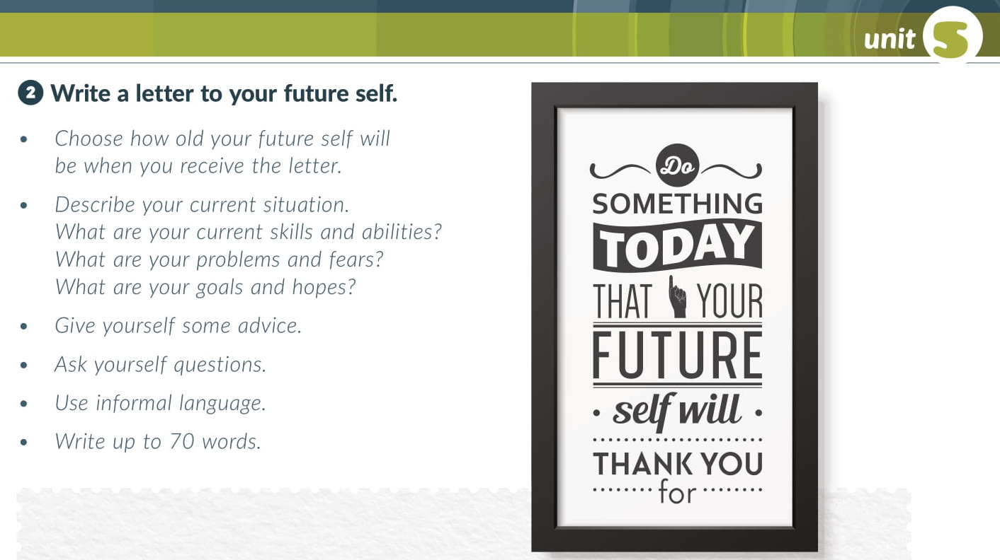 unit 5
2 Write a letter to your future self.
• Choose how old your future self will
be when you receive the letter.
• Describe your current situation.
What are your current skills and abilities?
What are your problems and fears?
What are your goals and hopes?
• Give yourself some advice.
• Ask yourself questions.
• Use informal language.
• Write up to 70 words.
Do
SOMETHING
TODAY
THAT YOUR
FUTURE
• self will •
THANK YOU
for